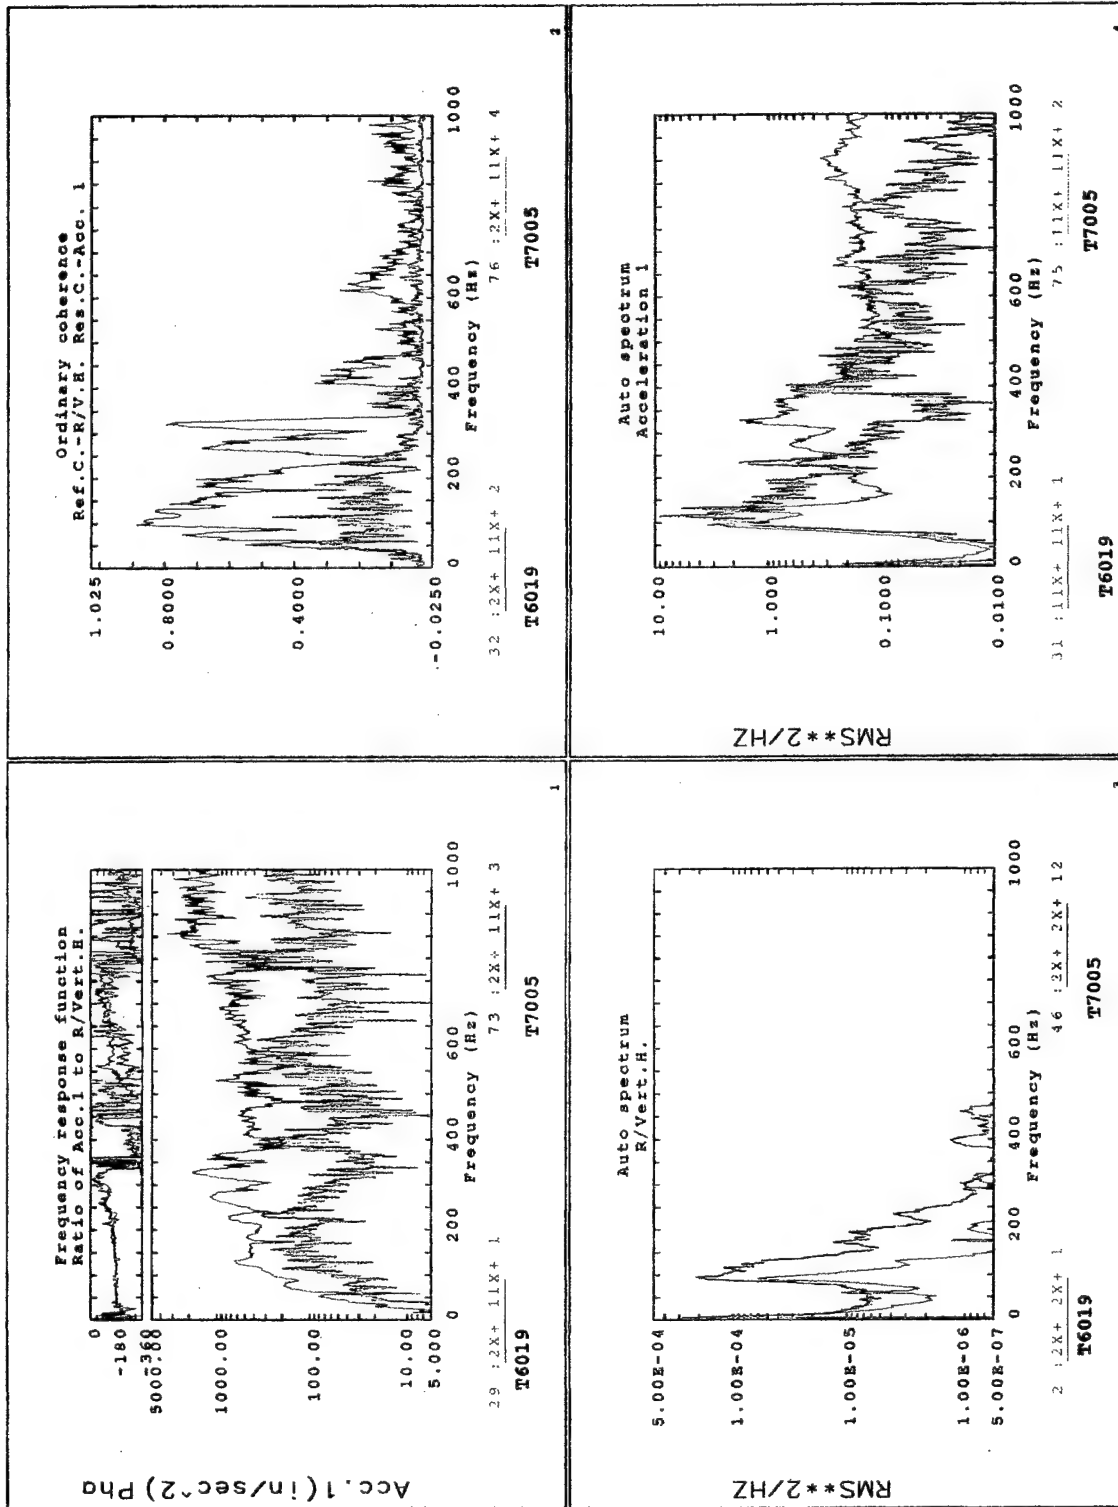 Frequency response function
Ratio of Acc.1 to R/Vert.H.
Acc.1(in/sec^2) Pha
0
-180
-360
5000.00
1000.00
100.00
10.00
5.000
0
200
400
600
1000
Frequency (Hz)
29 :2X+ 11X+ 1
73 :2X+ 11X+ 3
T6019
T7005
1
Ordinary coherence
Ref.C.-R/V.H. Res.C.-Acc. 1
1.025
0.8000
0.4000
-0.0250
0
200
400
600
1000
Frequency (Hz)
32 :2X+ 11X+ 2
76 :2X+ 11X+ 4
T6019
T7005
2
Auto spectrum
R/Vert.H.
RMS**2/HZ
5.00E-04
1.00E-04
1.00E-05
1.00E-06
5.00E-07
0
200
400
600
1000
Frequency (Hz)
2 :2X+ 2X+ 1
46 :2X+ 2X+ 12
T6019
T7005
Auto spectrum
Acceleration 1
RMS**2/HZ
10.00
1.000
0.1000
0.0100
0
200
400
600
1000
Frequency (Hz)
31 :11X+ 11X+ 1
75 :11X+ 11X+ 2
T6019
T7005